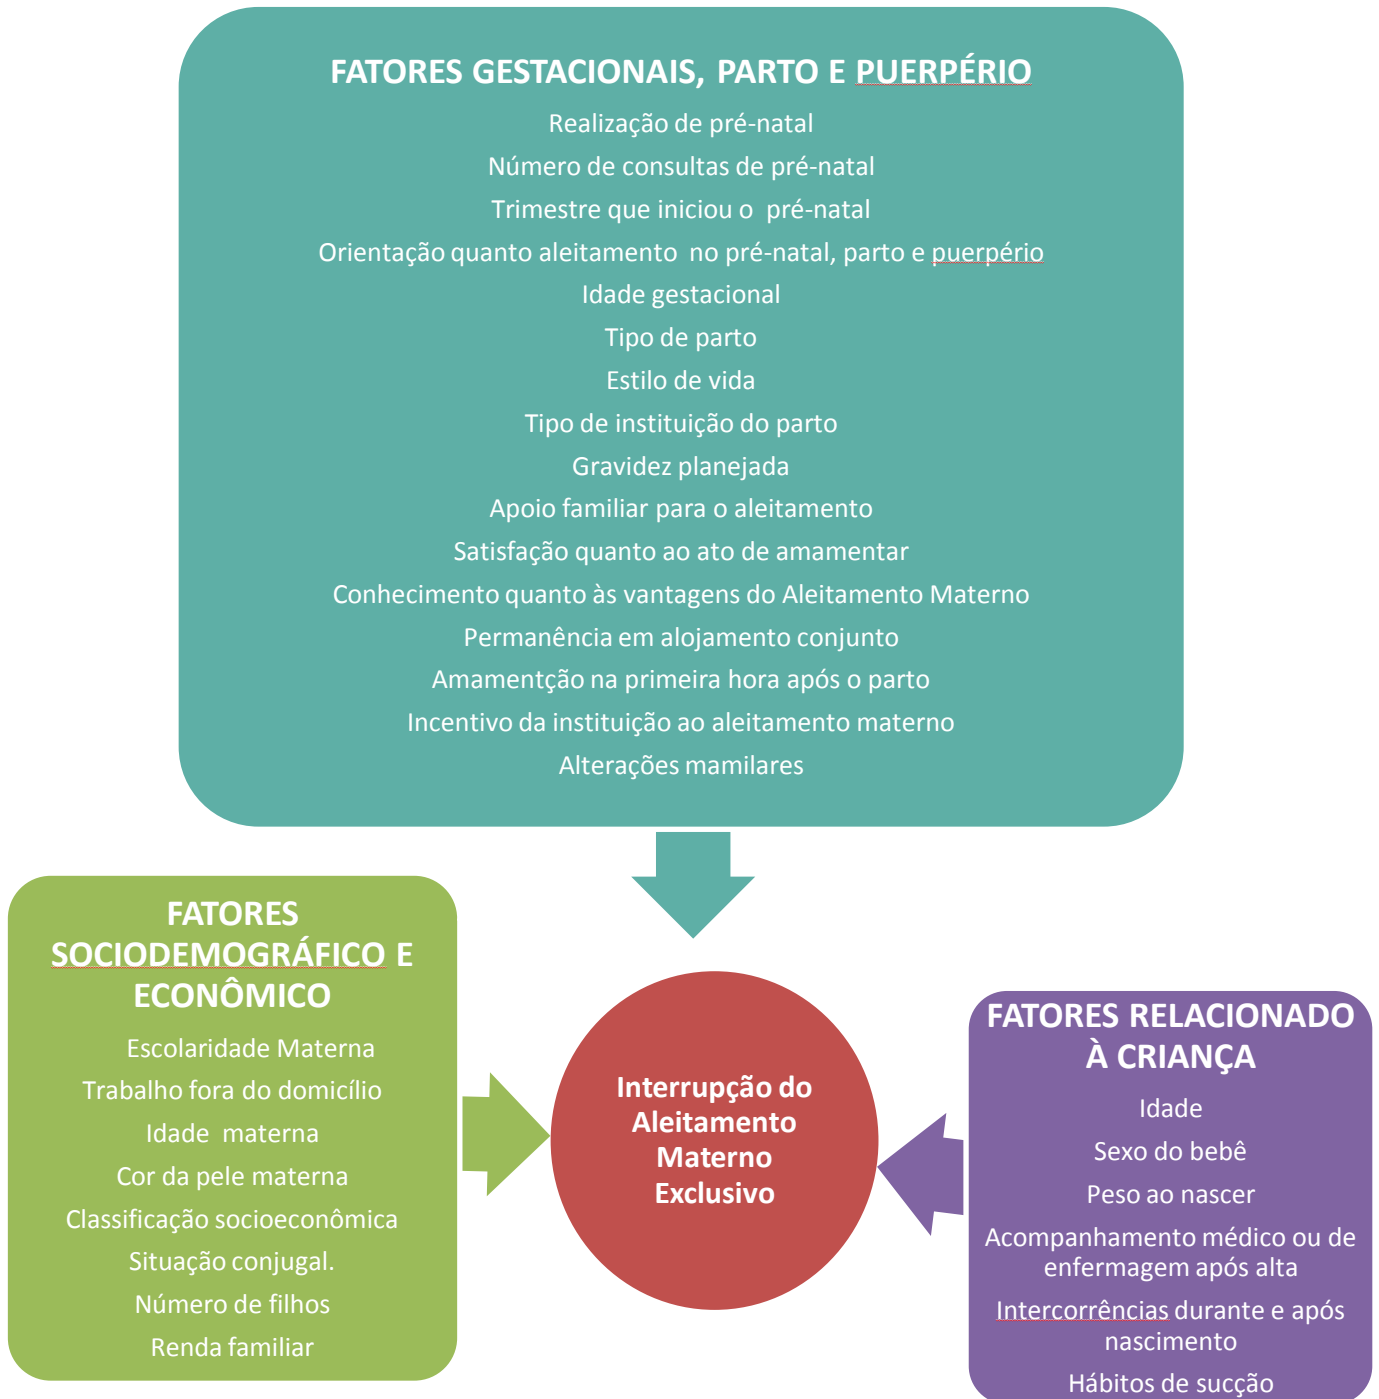 FATORES GESTACIONAIS, PARTO E PUERPÉRIO
Realização de pré-natal
Número de consultas de pré-natal
Trimestre que iniciou o pré-natal
Orientação quanto aleitamento no pré-natal, parto e puerpério
Idade gestacional
Tipo de parto
Estilo de vida
Tipo de instituição do parto
Gravidez planejada
Apoio familiar para o aleitamento
Satisfação quanto ao ato de amamentar
Conhecimento quanto às vantagens do Aleitamento Materno
Permanência em alojamento conjunto
Amamentção na primeira hora após o parto
Incentivo da instituição ao aleitamento materno
Alterações mamilares
FATORES
SOCIODEMOGRÁFICO E
ECONÔMICO
Escolaridade Materna
Trabalho fora do domicílio
Idade materna
Cor da pele materna
Classificação socioeconômica
Situação conjugal.
Número de filhos
Renda familiar
Interrupção do
Aleitamento
Materno
Exclusivo
FATORES RELACIONADO
À CRIANÇA
Idade
Sexo do bebê
Peso ao nascer
Acompanhamento médico ou de
enfermagem após alta
Intercorrências durante e após
nascimento
Hábitos de sucção